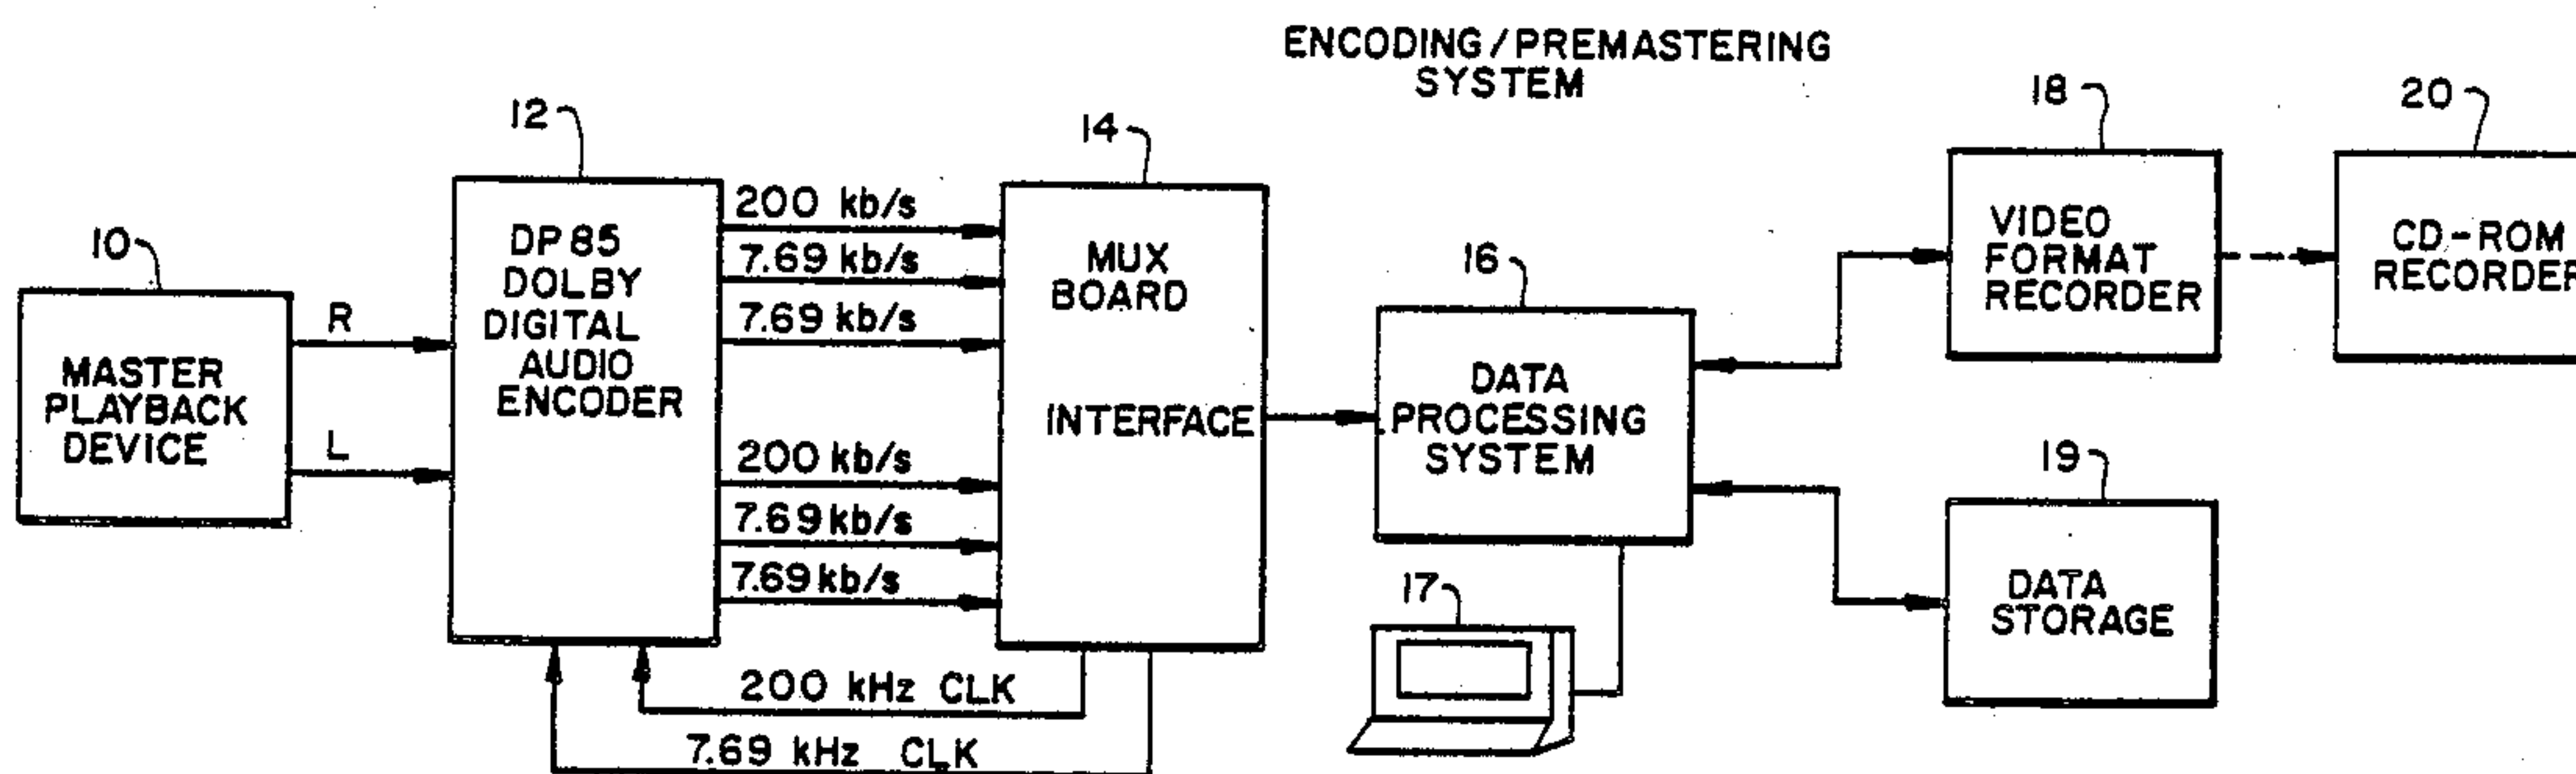 ENCODING/PREMASTERING
SYSTEM
10
MASTER
PLAYBACK
DEVICE
R
L
12
DP85
DOLBY
DIGITAL
AUDIO
ENCODER
200 kb/s
7.69 kb/s
7.69 kb/s
200 kb/s
7.69 kb/s
7.69 kb/s
200 kHz CLK
7.69 kHz CLK
14
MUX
BOARD
INTERFACE
16
DATA
PROCESSING
SYSTEM
17
18
VIDEO
FORMAT
RECORDER
19
DATA
STORAGE
20
CD-ROM
RECORDER